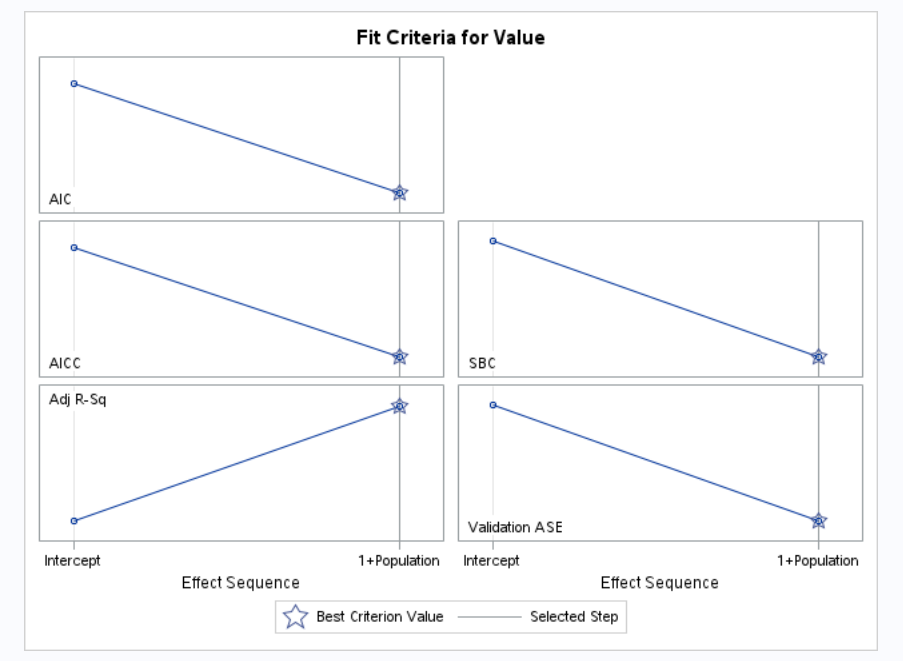 Fit Criteria for Value
AIC
AICC
SBC
Adj R-Sq
Validation ASE
Intercept 1+Population Intercept 1+Population
Effect Sequence Effect Sequence
Best Criterion Value Selected Step